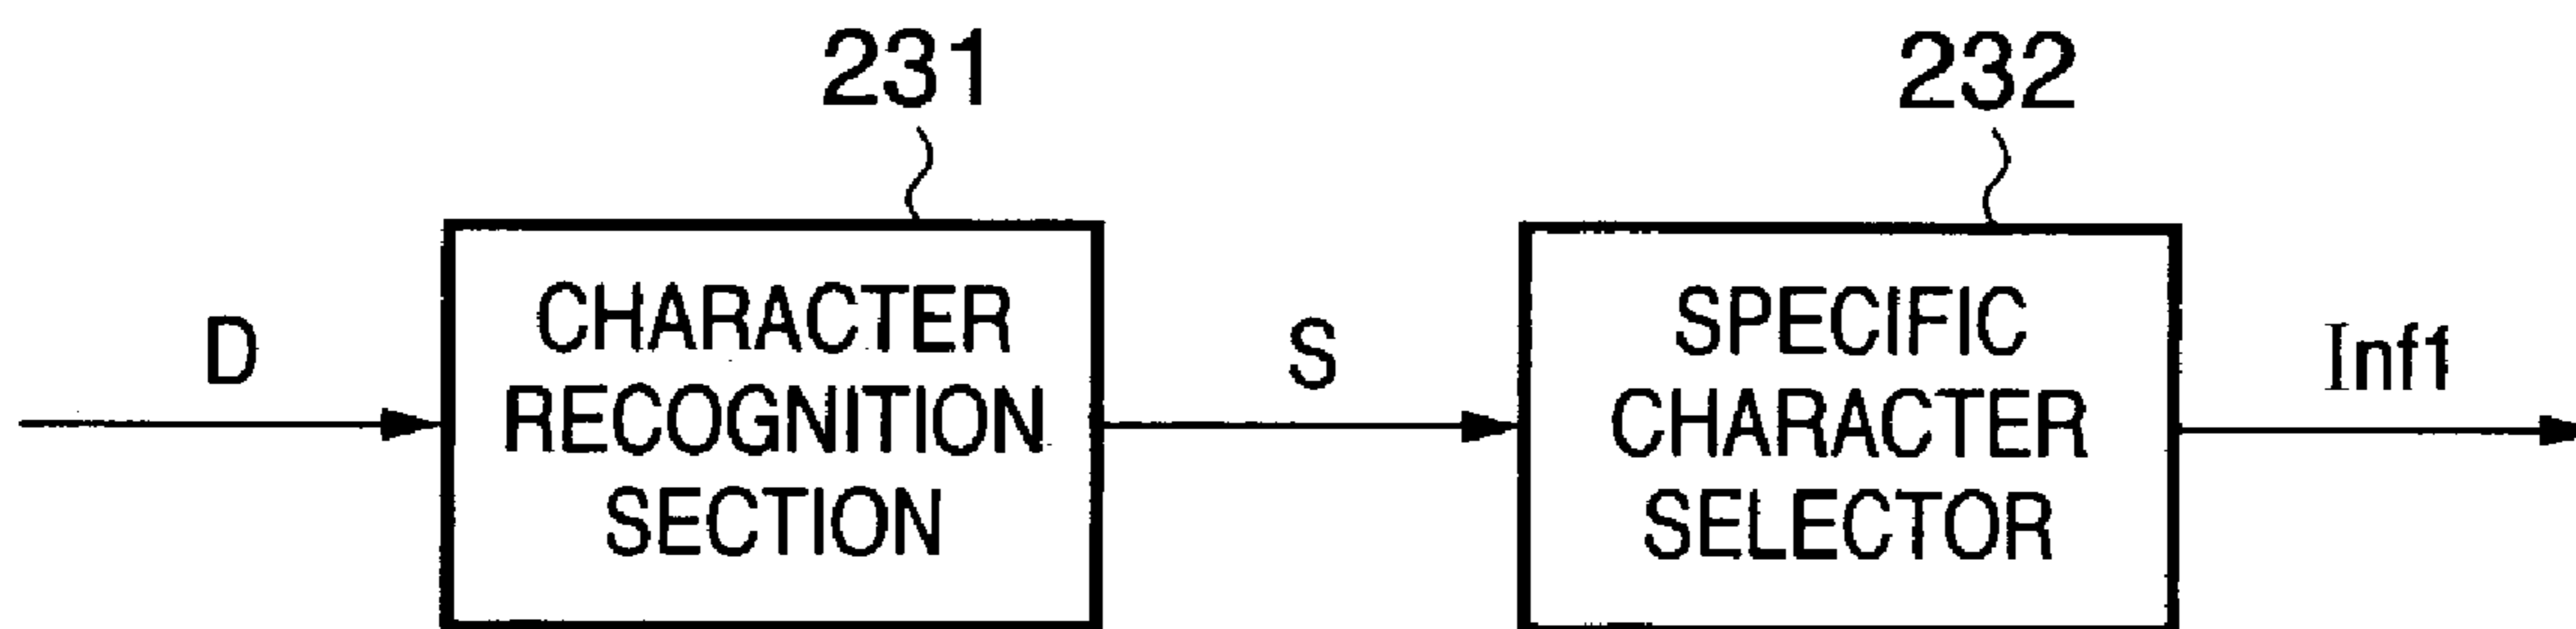 231
232
D
CHARACTER
RECOGNITION
SECTION
S
SPECIFIC
CHARACTER
SELECTOR
Inf1